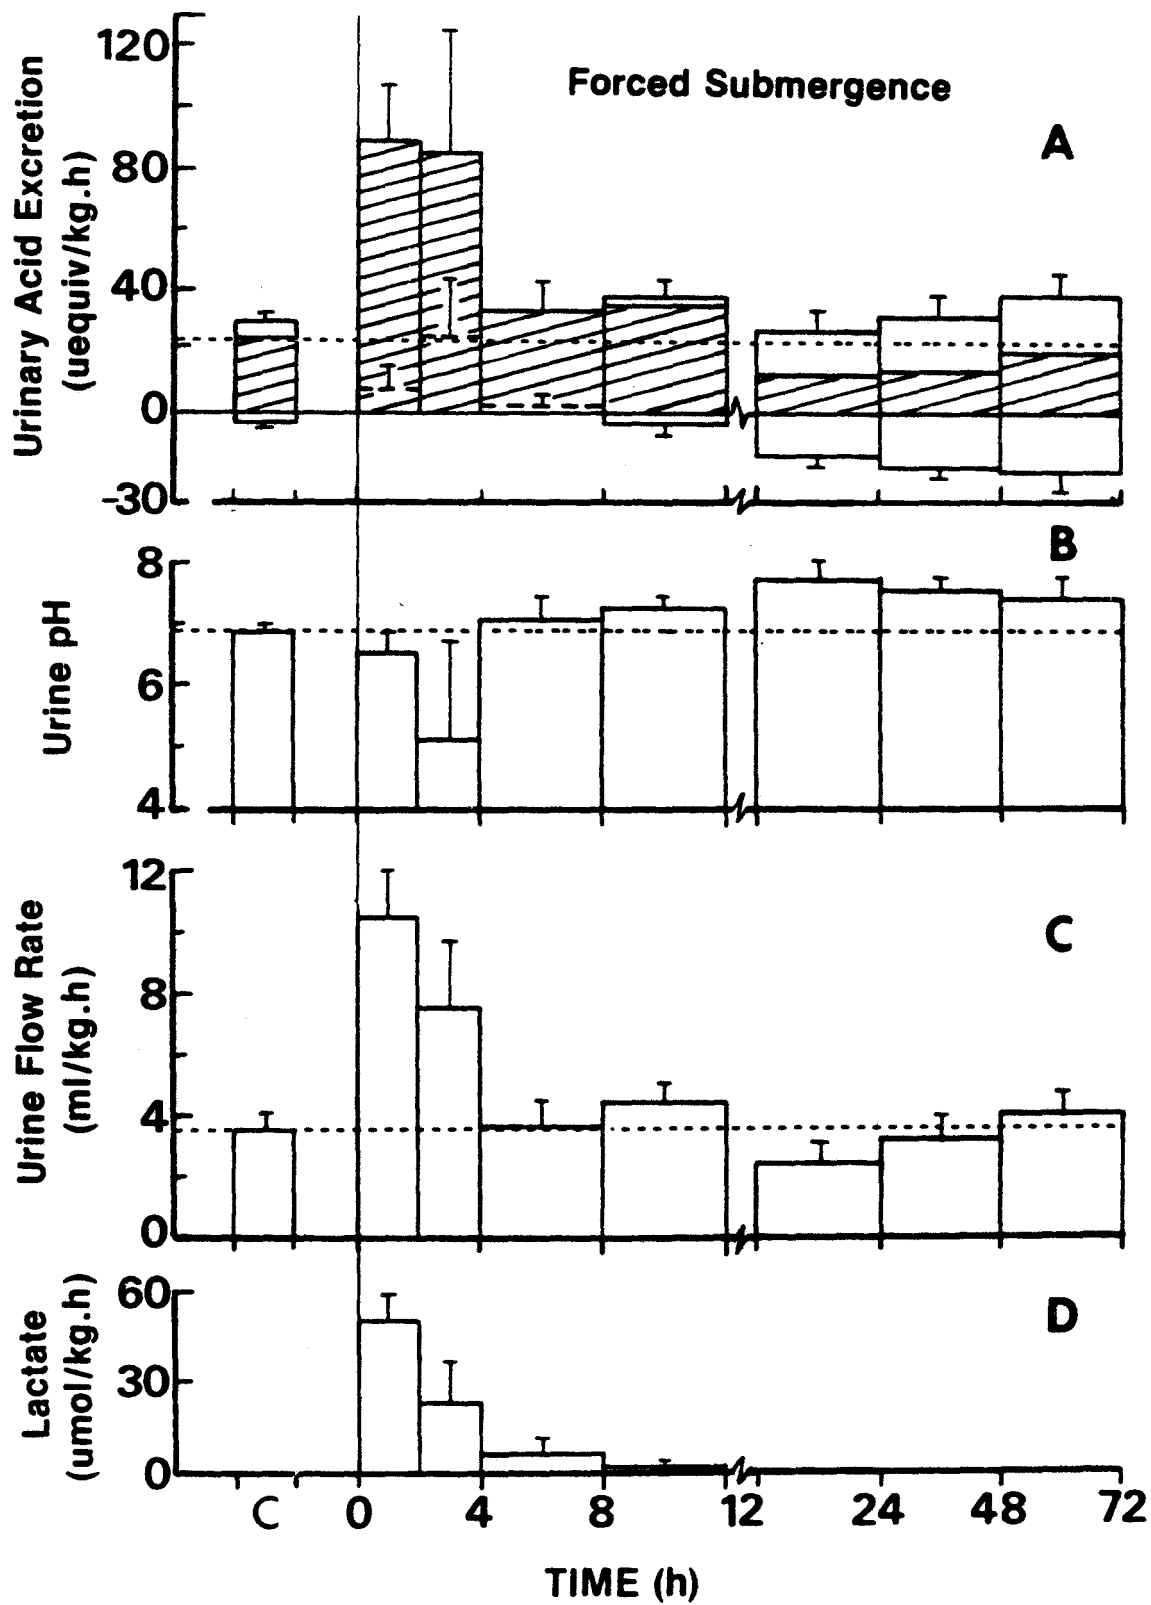 Forced Submergence
A
Urinary Acid Excretion
(uequiv/kg.h)
120
80
40
0
-30
B
Urine pH
8
6
4
C
Urine Flow Rate
(ml/kg.h)
12
8
4
0
D
Lactate
(umol/kg.h)
60
30
0
C 0 4 8 12 24 48 72
TIME (h)